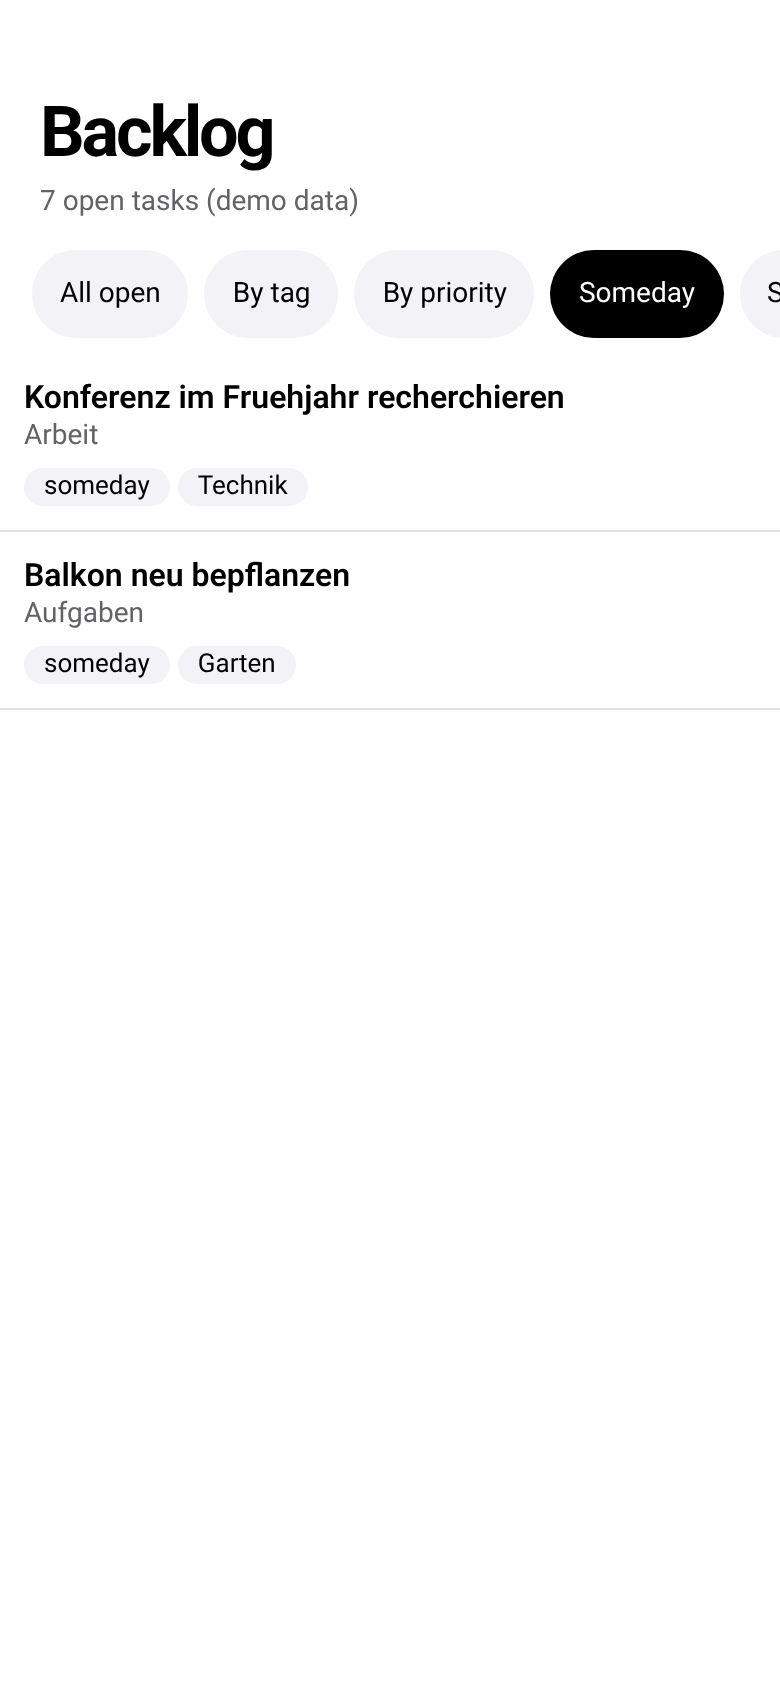 Backlog
7 open tasks (demo data)
All open By tag By priority Someday S
Konferenz im Fruehjahr recherchieren
Arbeit
someday Technik
Balkon neu bepflanzen
Aufgaben
someday Garten